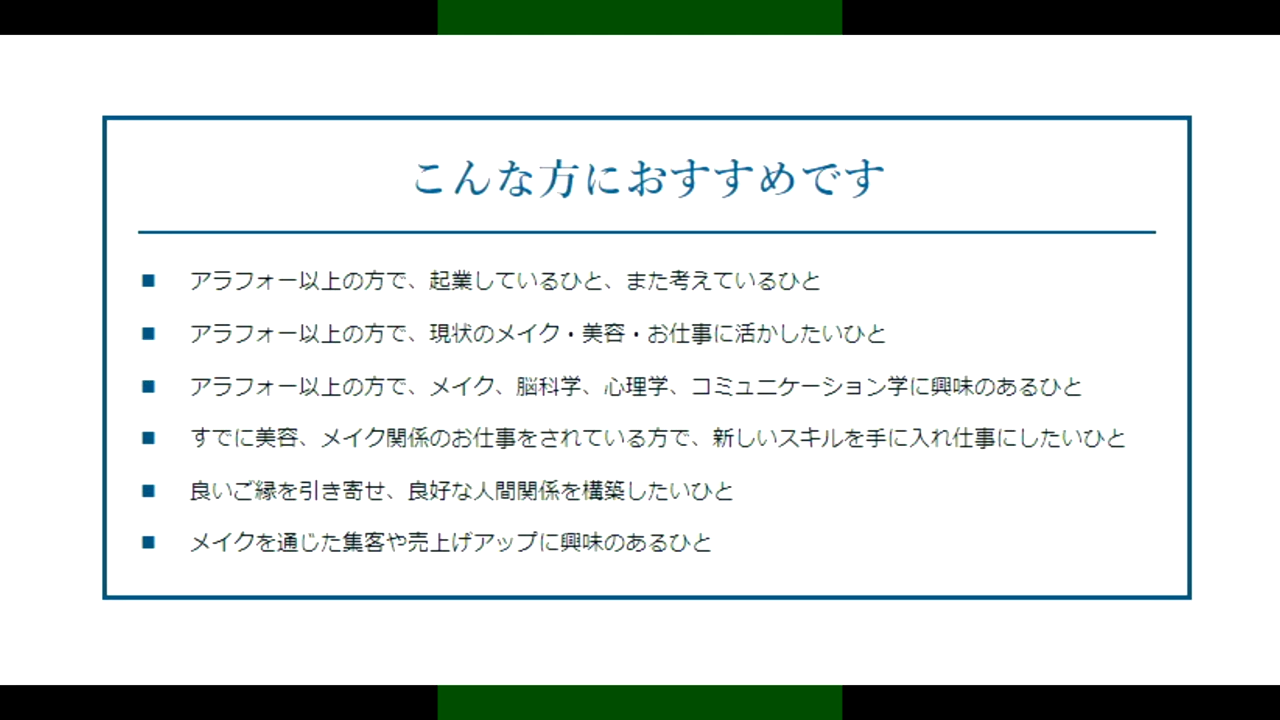 こんな方におすすめです
■ アラフォー以上の方で、起業しているひと、また考えているひと
■ アラフォー以上の方で、現状のメイク・美容・お仕事に活かしたいひと
■ アラフォー以上の方で、メイク、脳科学、心理学、コミュニケーション学に興味のあるひと
■ すでに美容、メイク関係のお仕事をされている方で、新しいスキルを手に入れ仕事にしたいひと
■ 良いご縁を引き寄せ、良好な人間関係を構築したいひと
■ メイクを通じた集客や売上げアップに興味のあるひと